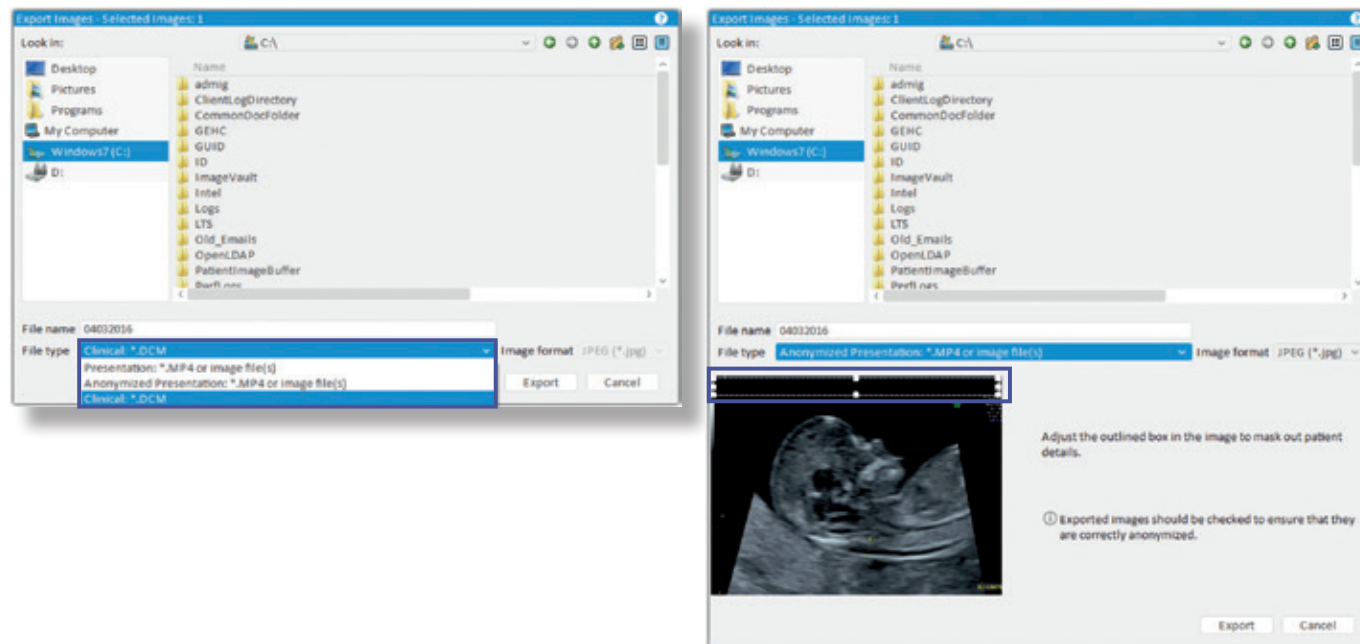 Export Images - Selected Images: 1
Look in:
C:\
Desktop
Pictures
Programs
My Computer
Windows7 (C:)
D:
Name
admig
ClientLogDirectory
CommonDocFolder
GEHC
GUID
ID
ImageVault
Intel
Logs
LTS
Old_Emails
OpenLDAP
PatientImageBuffer
PerfLogs
File name 04032016
File type Clinical: *.DCM
Image format JPEG (*.jpg)
Presentation: *.MP4 or image file(s)
Anonymized Presentation: *.MP4 or image file(s)
Clinical: *.DCM
Export Cancel
Export Images - Selected Images: 1
Look in:
C:\
Desktop
Pictures
Programs
My Computer
Windows7 (C:)
D:
Name
admig
ClientLogDirectory
CommonDocFolder
GEHC
GUID
ID
ImageVault
Intel
Logs
LTS
Old_Emails
OpenLDAP
PatientImageBuffer
PerfLogs
File name 04032016
File type Anonymized Presentation: *.MP4 or image file(s)
Image format JPEG (*.jpg)
Adjust the outlined box in the image to mask out patient
details.
Exported images should be checked to ensure that they
are correctly anonymized.
Export Cancel